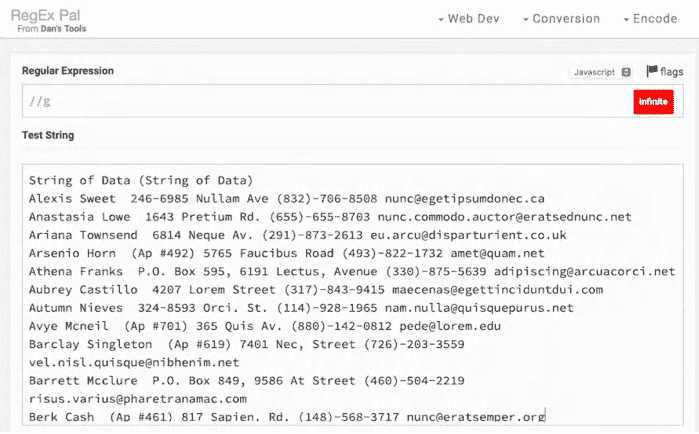 RegEx Pal
From Dan's Tools
Web Dev
Conversion
Encode
Regular Expression
Javascript
flags
//g
infinite
Test String
String of Data (String of Data)
Alexis Sweet  246-6985 Nullam Ave (832)-706-8508 nunc@egetipsumdonec.ca
Anastasia Lowe  1643 Pretium Rd. (655)-655-8703 nunc.commodo.auctor@eratsednunc.net
Ariana Townsend  6814 Neque Av. (291)-873-2613 eu.arcu@disparturient.co.uk
Arsenio Horn  (Ap #492) 5765 Faucibus Road (493)-822-1732 amet@quam.net
Athena Franks  P.O. Box 595, 6191 Lectus, Avenue (330)-875-5639 adipiscing@arcuacorci.net
Aubrey Castillo  4207 Lorem Street (317)-843-9415 maecenas@egettinciduntdui.com
Autumn Nieves  324-8593 Orci. St. (114)-928-1965 nam.nulla@quisquepurus.net
Avye Mcneil  (Ap #701) 365 Quis Av. (880)-142-0812 pede@lorem.edu
Barclay Singleton  (Ap #619) 7401 Nec, Street (726)-203-3559
vel.nisl.quisque@nibhenim.net
Barrett Mcclure  P.O. Box 849, 9586 At Street (460)-504-2219
risus.varius@pharetranamac.com
Berk Cash  (Ap #461) 817 Sapien. Rd. (148)-568-3717 nunc@eratsemper.org